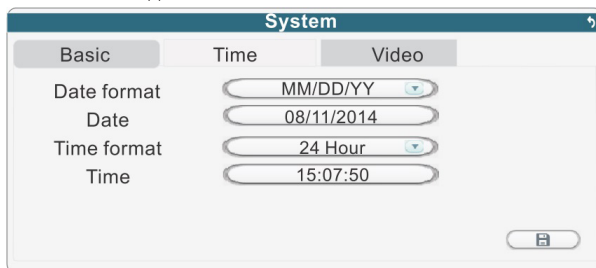 System
Basic Time Video
Date format MM/DD/YY
Date 08/11/2014
Time format 24 Hour
Time 15:07:50